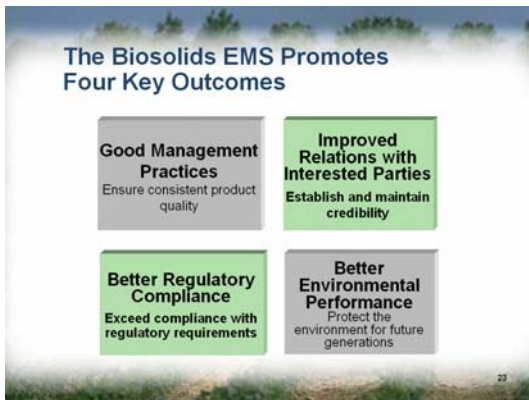 The Biosolids EMS Promotes
Four Key Outcomes
Good Management
Practices
Ensure consistent product
quality
Improved
Relations with
Interested Parties
Establish and maintain
credibility
Better Regulatory
Compliance
Exceed compliance with
regulatory requirements
Better
Environmental
Performance
Protect the
environment for future
generations
23